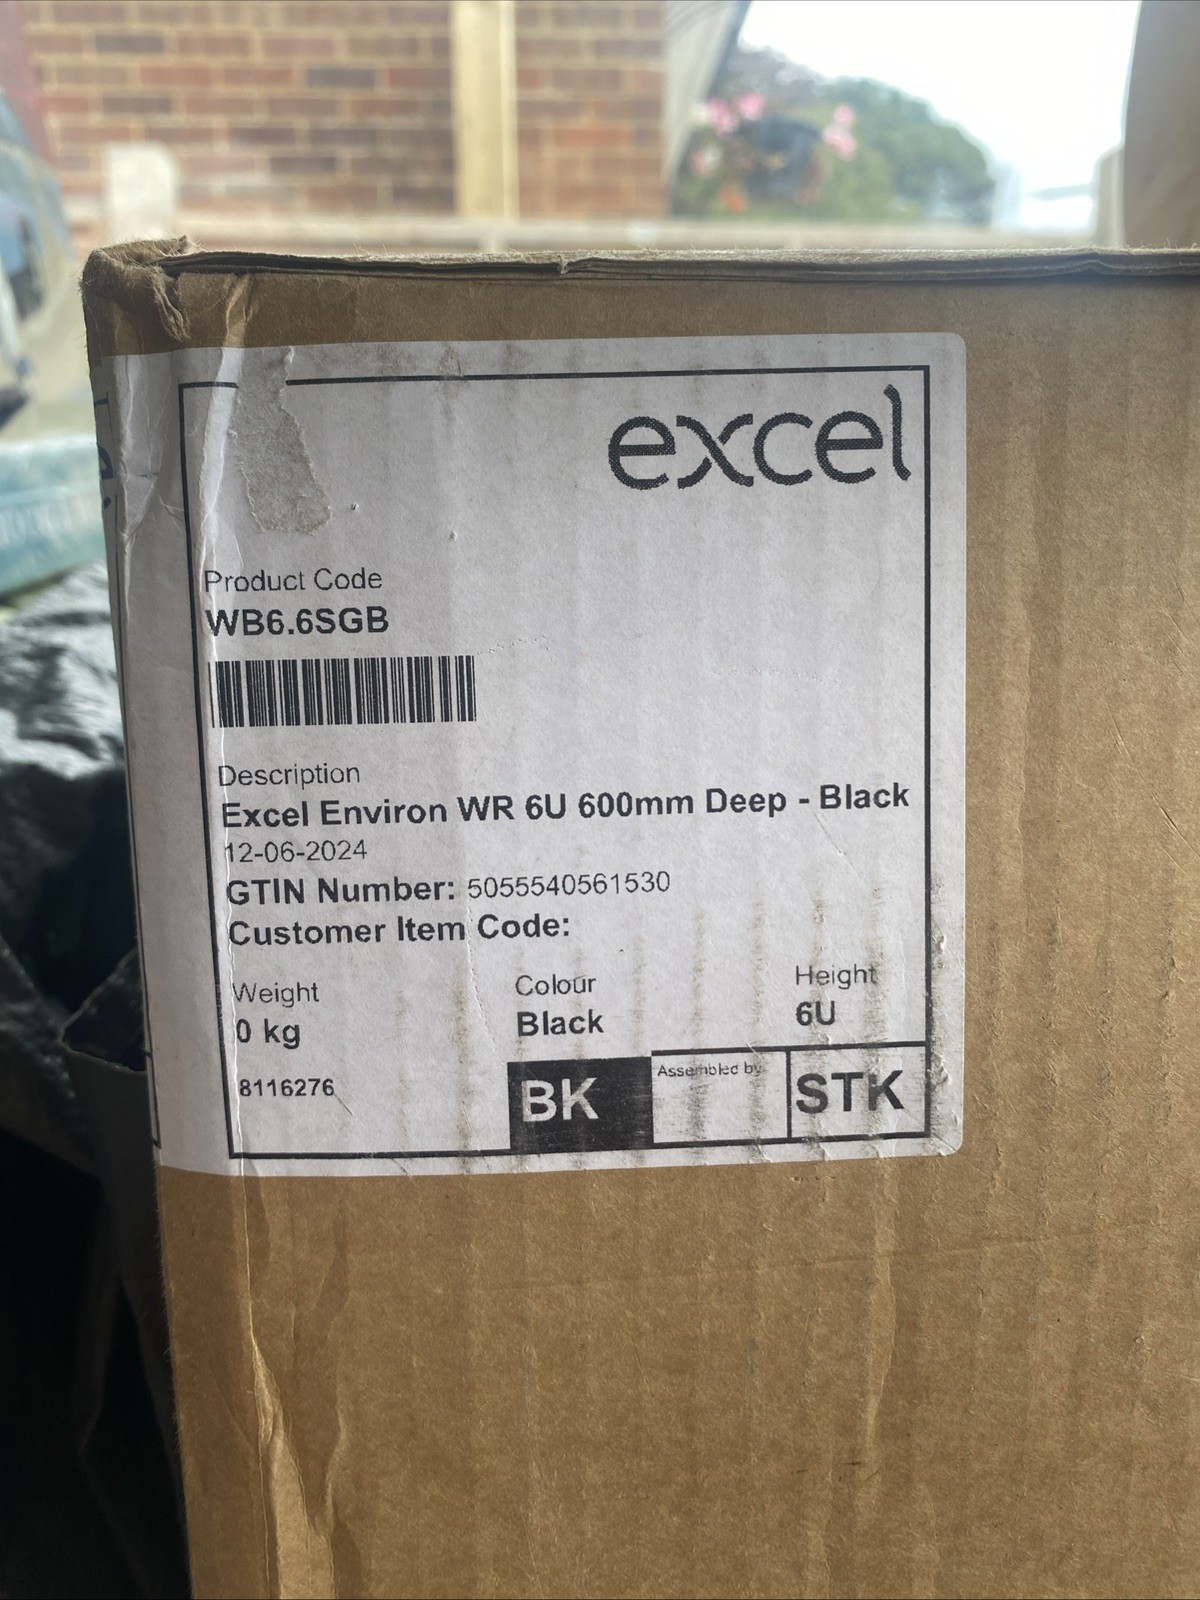 excel
Product Code
WB6.6SGB
Description
Excel Environ WR 6U 600mm Deep - Black
12-06-2024
GTIN Number: 5055540561530
Customer Item Code:
Weight
0 kg
Colour
Black
Height
6U
8116276
BK
Assembled by
STK